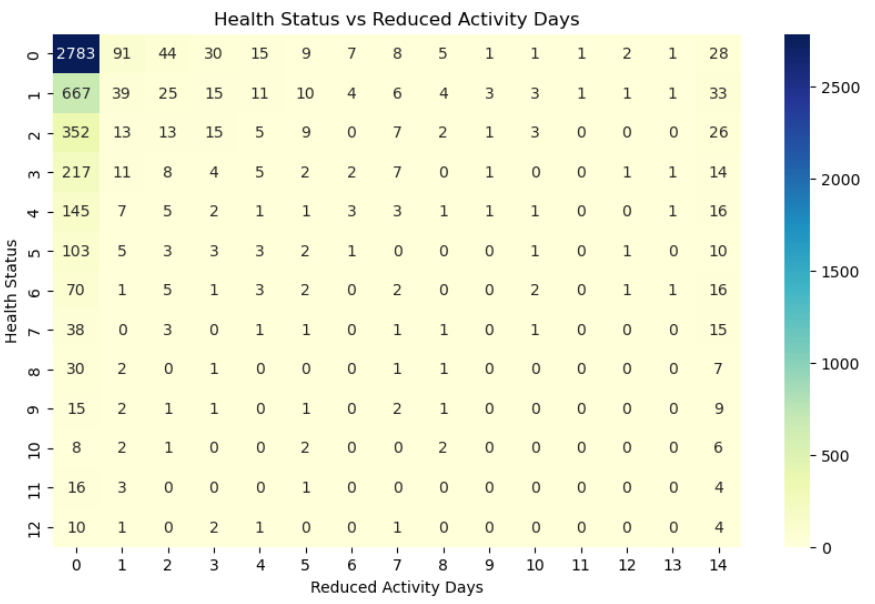 Health Status vs Reduced Activity Days
0 2783 91 44 30 15 9 7 8 5 1 1 1 2 1 28
1 667 39 25 15 11 10 4 6 4 3 3 1 1 1 33
2 352 13 13 15 5 9 0 7 2 1 3 0 0 0 26
3 217 11 8 4 5 2 2 7 0 1 0 0 1 1 14
4 145 7 5 2 1 1 3 3 1 1 1 0 0 1 16
5 103 5 3 3 3 2 1 0 0 0 1 0 1 0 10
6 70 1 5 1 3 2 0 2 0 0 2 0 1 1 16
7 38 0 3 0 1 1 0 1 1 0 1 0 0 0 15
8 30 2 0 1 0 0 0 1 1 0 0 0 0 0 7
9 15 2 1 1 0 1 0 2 1 0 0 0 0 0 9
10 8 2 1 0 0 2 0 0 2 0 0 0 0 0 6
11 16 3 0 0 0 1 0 0 0 0 0 0 0 0 4
12 10 1 0 2 1 0 0 1 0 0 0 0 0 0 4
0 1 2 3 4 5 6 7 8 9 10 11 12 13 14
Reduced Activity Days
Health Status
2500
2000
1500
1000
500
0